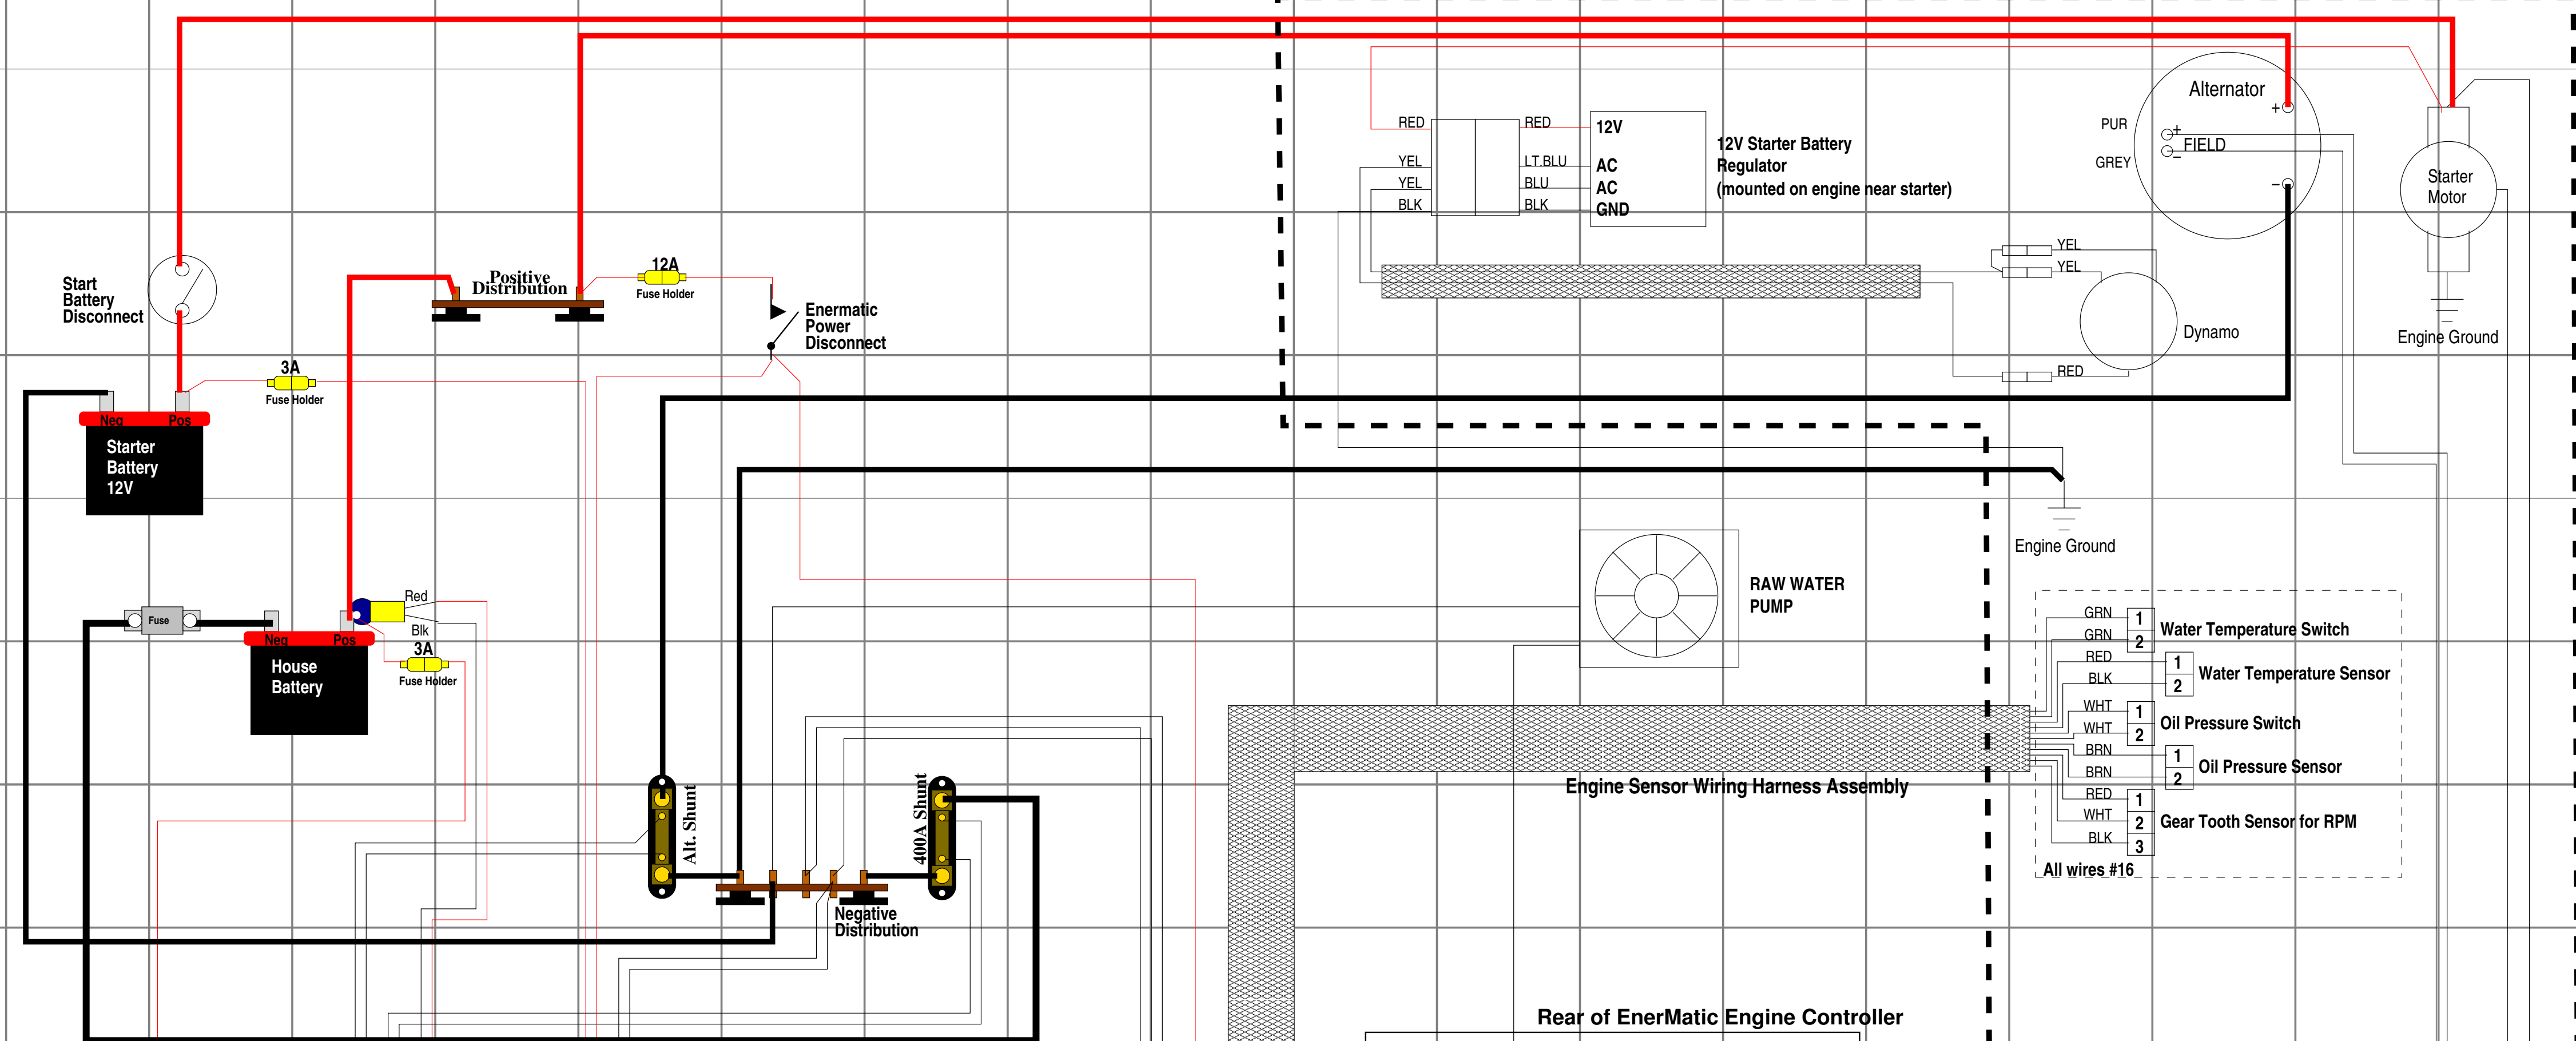 Alternator
+
RED
RED
12V
PUR
+
FIELD
−
GREY
12V Starter Battery
Regulator
(mounted on engine near starter)
YEL
LT.BLU
AC
YEL
BLU
AC
BLK
BLK
GND
−
Starter
Motor
YEL
YEL
Dynamo
RED
Engine Ground
Start
Battery
Disconnect
Positive
Distribution
12A
Fuse Holder
Enermatic
Power
Disconnect
3A
Fuse Holder
Neg
Pos
Starter
Battery
12V
Engine Ground
Fuse
Red
Blk
Neg
Pos
3A
Fuse Holder
House
Battery
RAW WATER
PUMP
GRN
1
GRN
2
Water Temperature Switch
RED
1
BLK
2
Water Temperature Sensor
WHT
1
WHT
2
Oil Pressure Switch
BRN
1
BRN
2
Oil Pressure Sensor
RED
1
WHT
2
BLK
3
Gear Tooth Sensor for RPM
All wires #16
Engine Sensor Wiring Harness Assembly
Alt. Shunt
400A Shunt
Negative
Distribution
Rear of EnerMatic Engine Controller